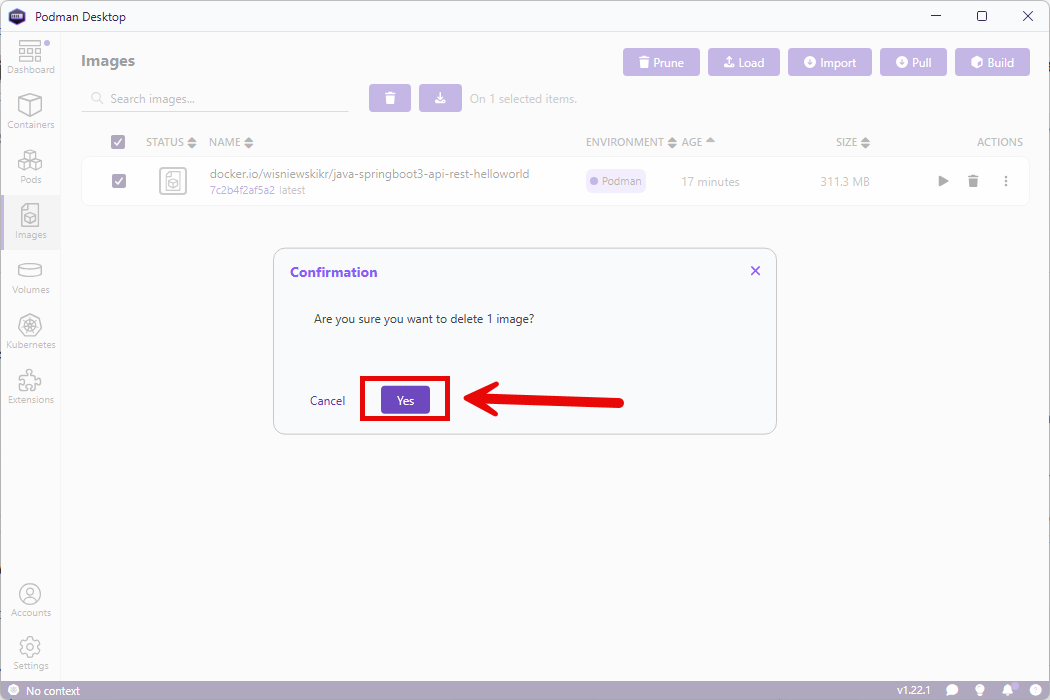 Podman Desktop
Dashboard
Containers
Pods
Images
Volumes
Kubernetes
Extensions
Accounts
Settings
Images
Prune
Load
Import
Pull
Build
Search images...
On 1 selected items.
STATUS NAME ENVIRONMENT AGE SIZE ACTIONS
docker.io/wisniewskikr/java-springboot3-api-rest-helloworld
7c2b4f2af5a2 latest
Podman
17 minutes
311.3 MB
Confirmation
Are you sure you want to delete 1 image?
Cancel
Yes
No context
v1.22.1